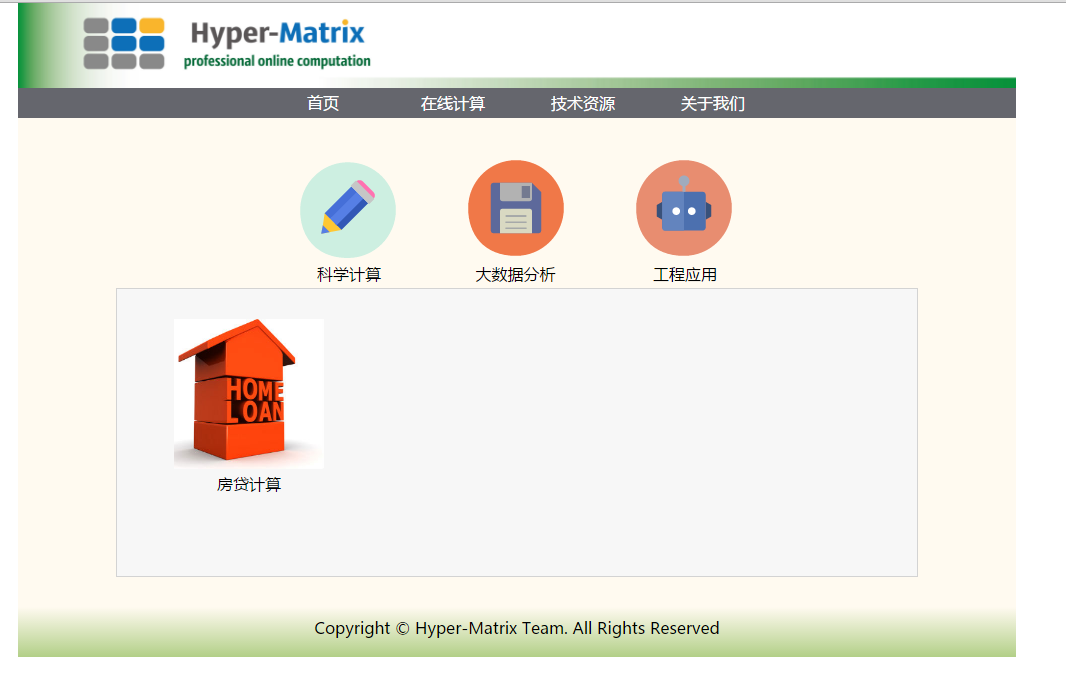 Hyper-Matrix
professional online computation
首页 在线计算 技术资源 关于我们
科学计算 大数据分析 工程应用
HOME
LOAN
房贷计算
Copyright © Hyper-Matrix Team. All Rights Reserved